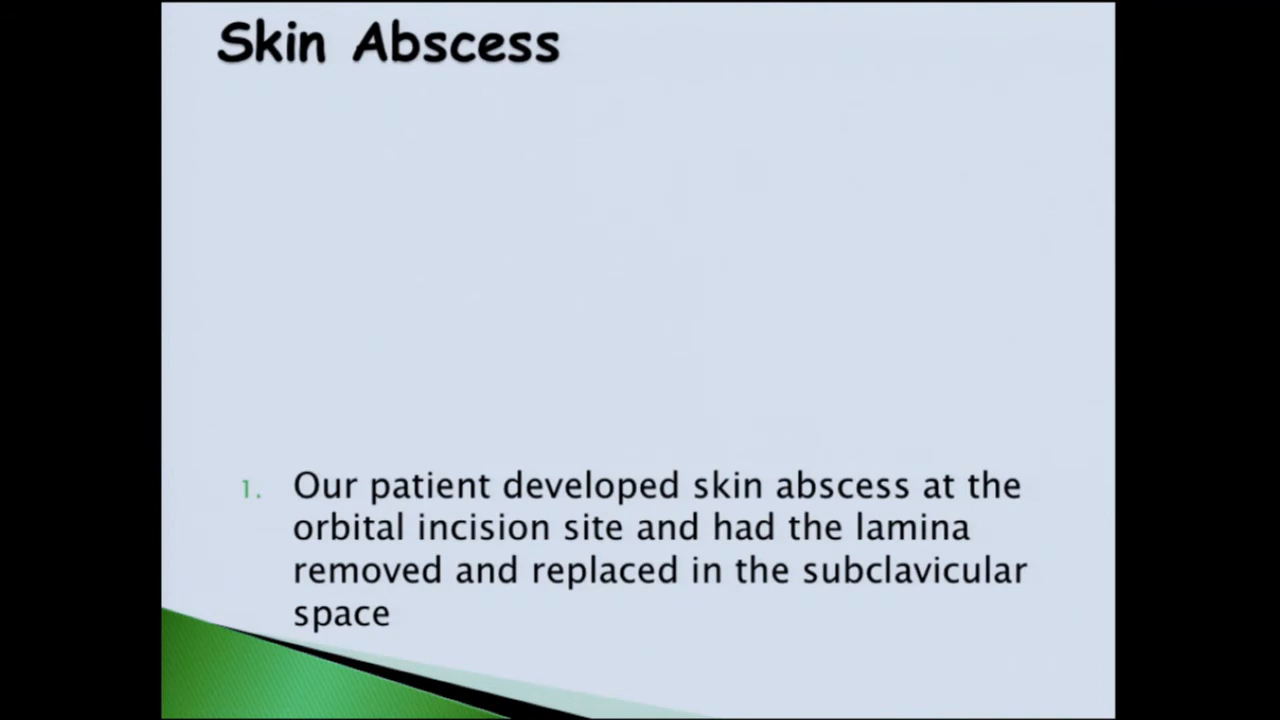 Skin Abscess
1. Our patient developed skin abscess at the
orbital incision site and had the lamina
removed and replaced in the subclavicular
space